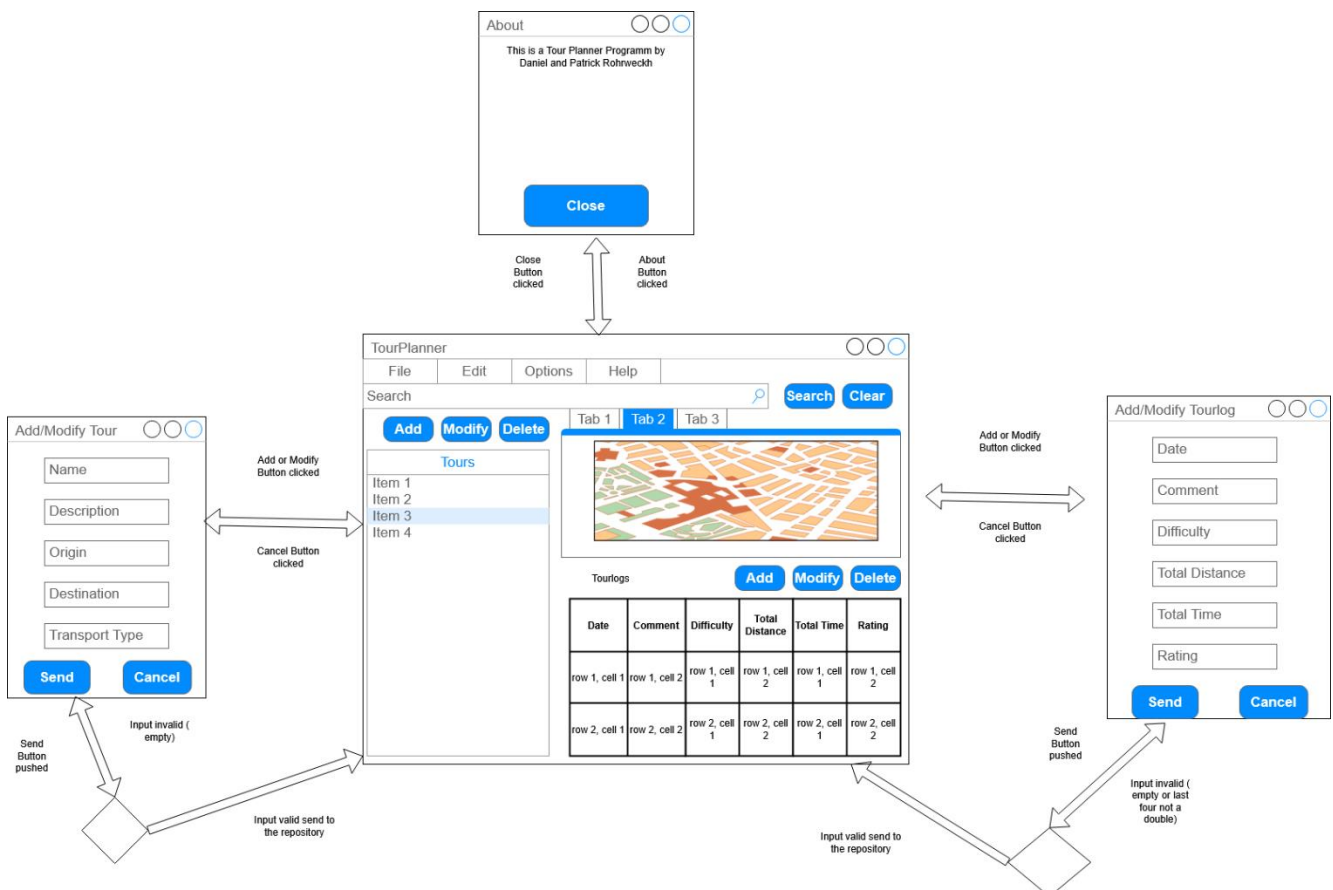 About
This is a Tour Planner Programm by
Daniel and Patrick Rohrweckh
Close
Close
Button
clicked
About
Button
clicked
TourPlanner
File Edit Options Help
Search
Search Clear
Add Modify Delete
Tours
Item 1
Item 2
Item 3
Item 4
Tab 1 Tab 2 Tab 3
Tourlogs
Add Modify Delete
Date Comment Difficulty Total Distance Total Time Rating
row 1, cell 1 row 1, cell 2 row 1, cell 1 row 1, cell 2 row 1, cell 1 row 1, cell 2
row 2, cell 1 row 2, cell 2 row 2, cell 1 row 2, cell 2 row 2, cell 1 row 2, cell 2
Add/Modify Tour
Name
Description
Origin
Destination
Transport Type
Send Cancel
Add or Modify
Button clicked
Cancel Button
clicked
Send
Button
pushed
Input invalid (
empty)
Input valid send to
the repository
Add or Modify
Button clicked
Cancel Button
clicked
Add/Modify Tourlog
Date
Comment
Difficulty
Total Distance
Total Time
Rating
Send Cancel
Send
Button
pushed
Input invalid (
empty or last
four not a
double)
Input valid send to
the repository